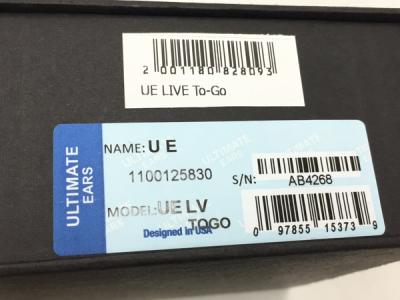 2 001180 828093
UE LIVE To-Go
ULTIMATE
EARS
NAME: U E
1100125830
S/N:
AB4268
MODEL: UE LV
TOGO
Designed in USA
0 97855 15373 9